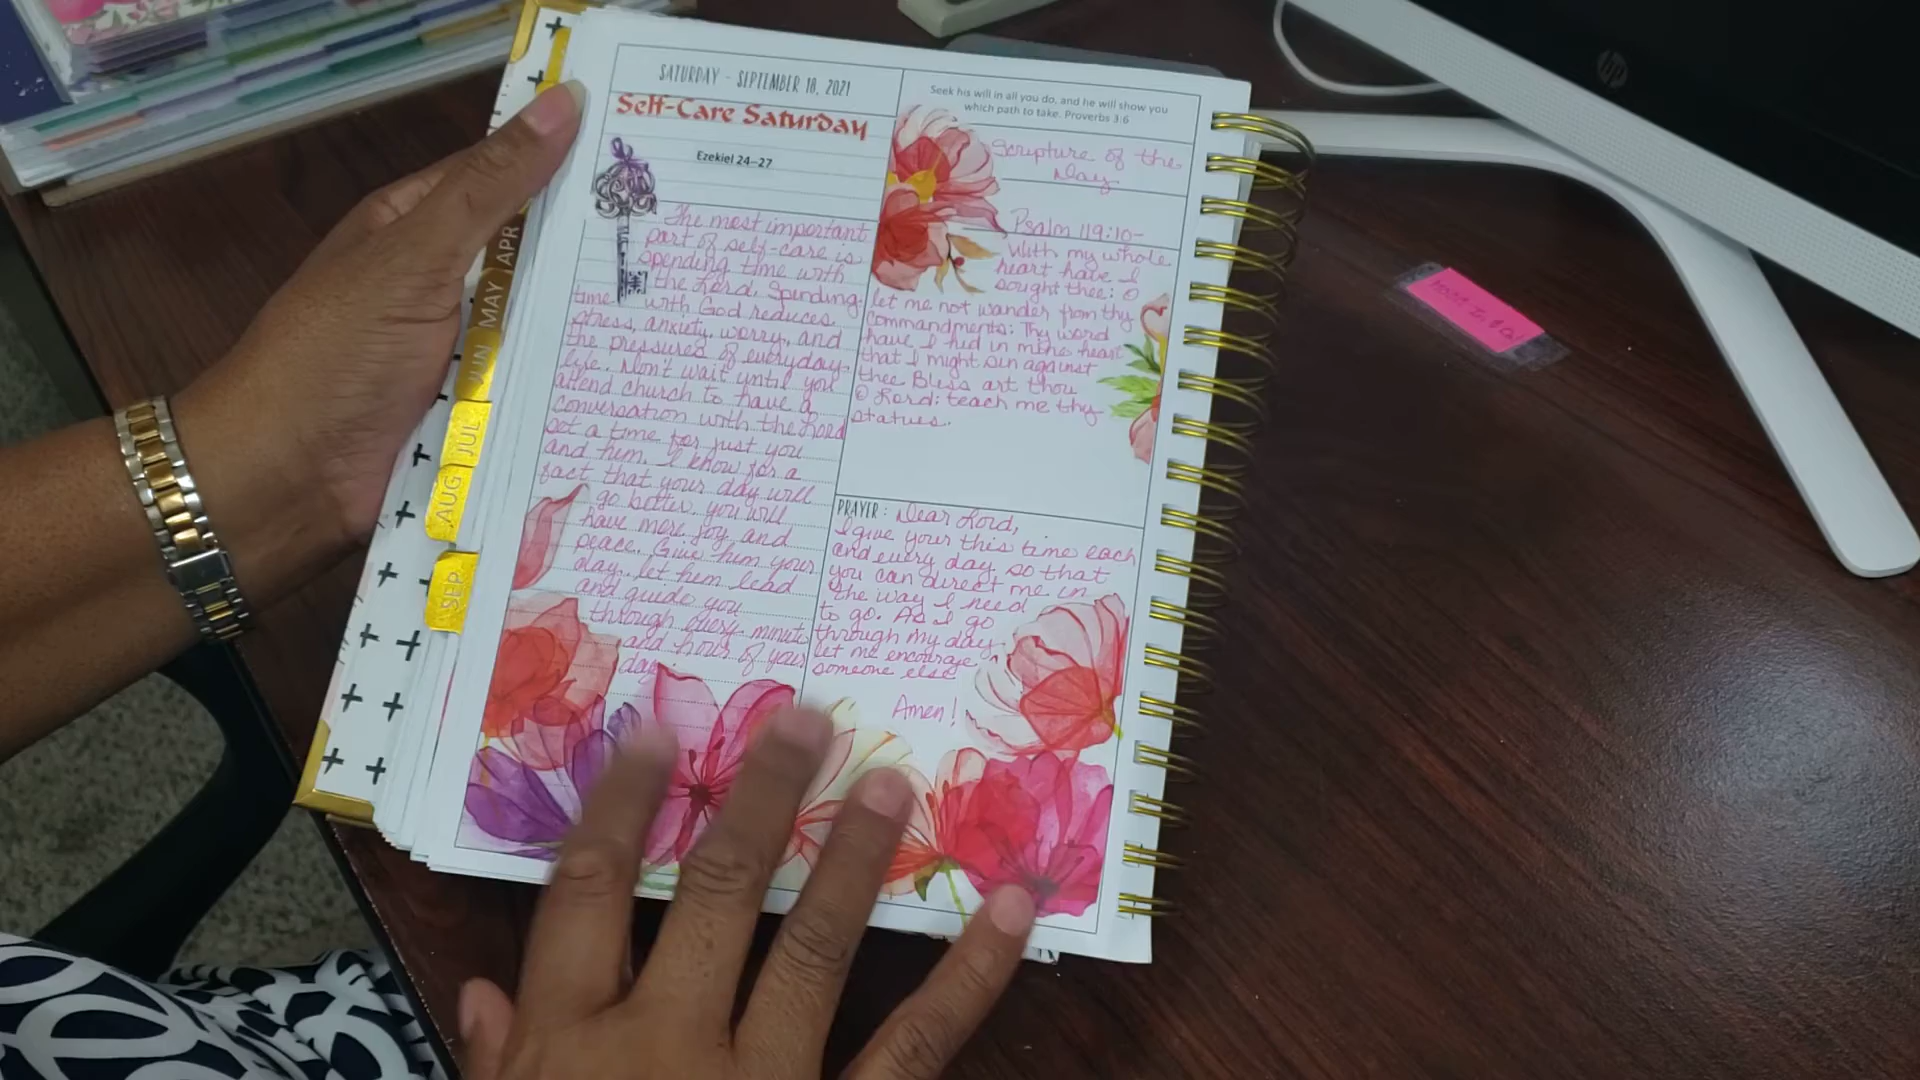 SATURDAY - SEPTEMBER 18, 2021
Self-Care Saturday
Ezekiel 24–27
The most important
part of self-care is
spending time with
the Lord. Spending
time with God reduces
stress, anxiety, worry, and
the pressures of everyday
life. Don't wait until you
attend church to have a
conversation with the Lord
set a time for just you
and him. I know for a
fact that your day will
go better, you will
have more joy and
peace. Give him your
day. let him lead
and guide you
through every minute
and hour of your
day.
Seek his will in all you do, and he will show you
which path to take. Proverbs 3:6
Scripture of the
Day
Psalm 119:10-
With my whole
heart have I
sought thee: O
let me not wander from thy
commandments: Thy word
have I hid in mine heart
that I might sin against
thee Bless art thou
O Lord: teach me thy
statues.
PRAYER: Dear Lord,
I give your this time each
and every day so that
you can direct me in
the way I need
to go. As I go
through my day
let me encourage
someone else
Amen!
APR
MAY
JUN
JUL
AUG
SEP
hp